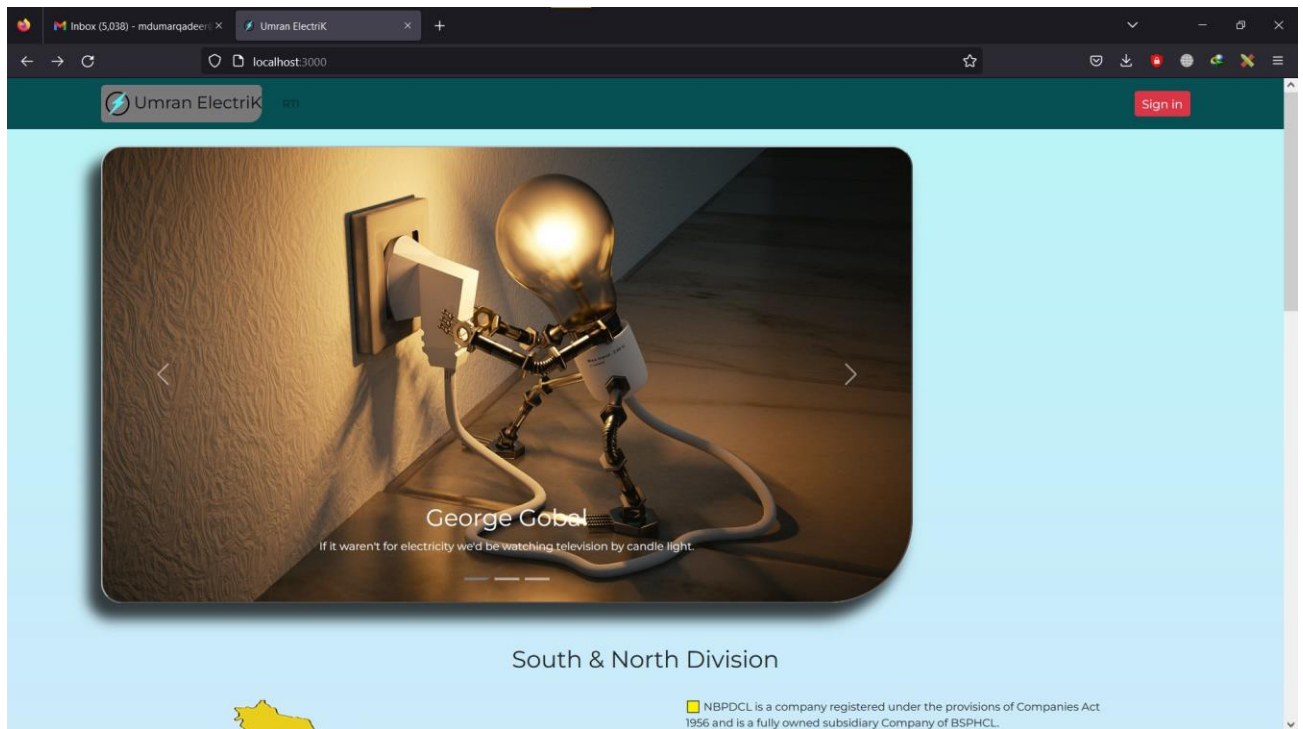 Inbox (5,038) - mdumarqadeer
Umran ElectriK
localhost:3000
Umran ElectriK
RTI
Sign in
George Gobal
If it waren't for electricity we'd be watching television by candle light.
South & North Division
NBPDCL is a company registered under the provisions of Companies Act
1956 and is a fully owned subsidiary Company of BSPHCL.